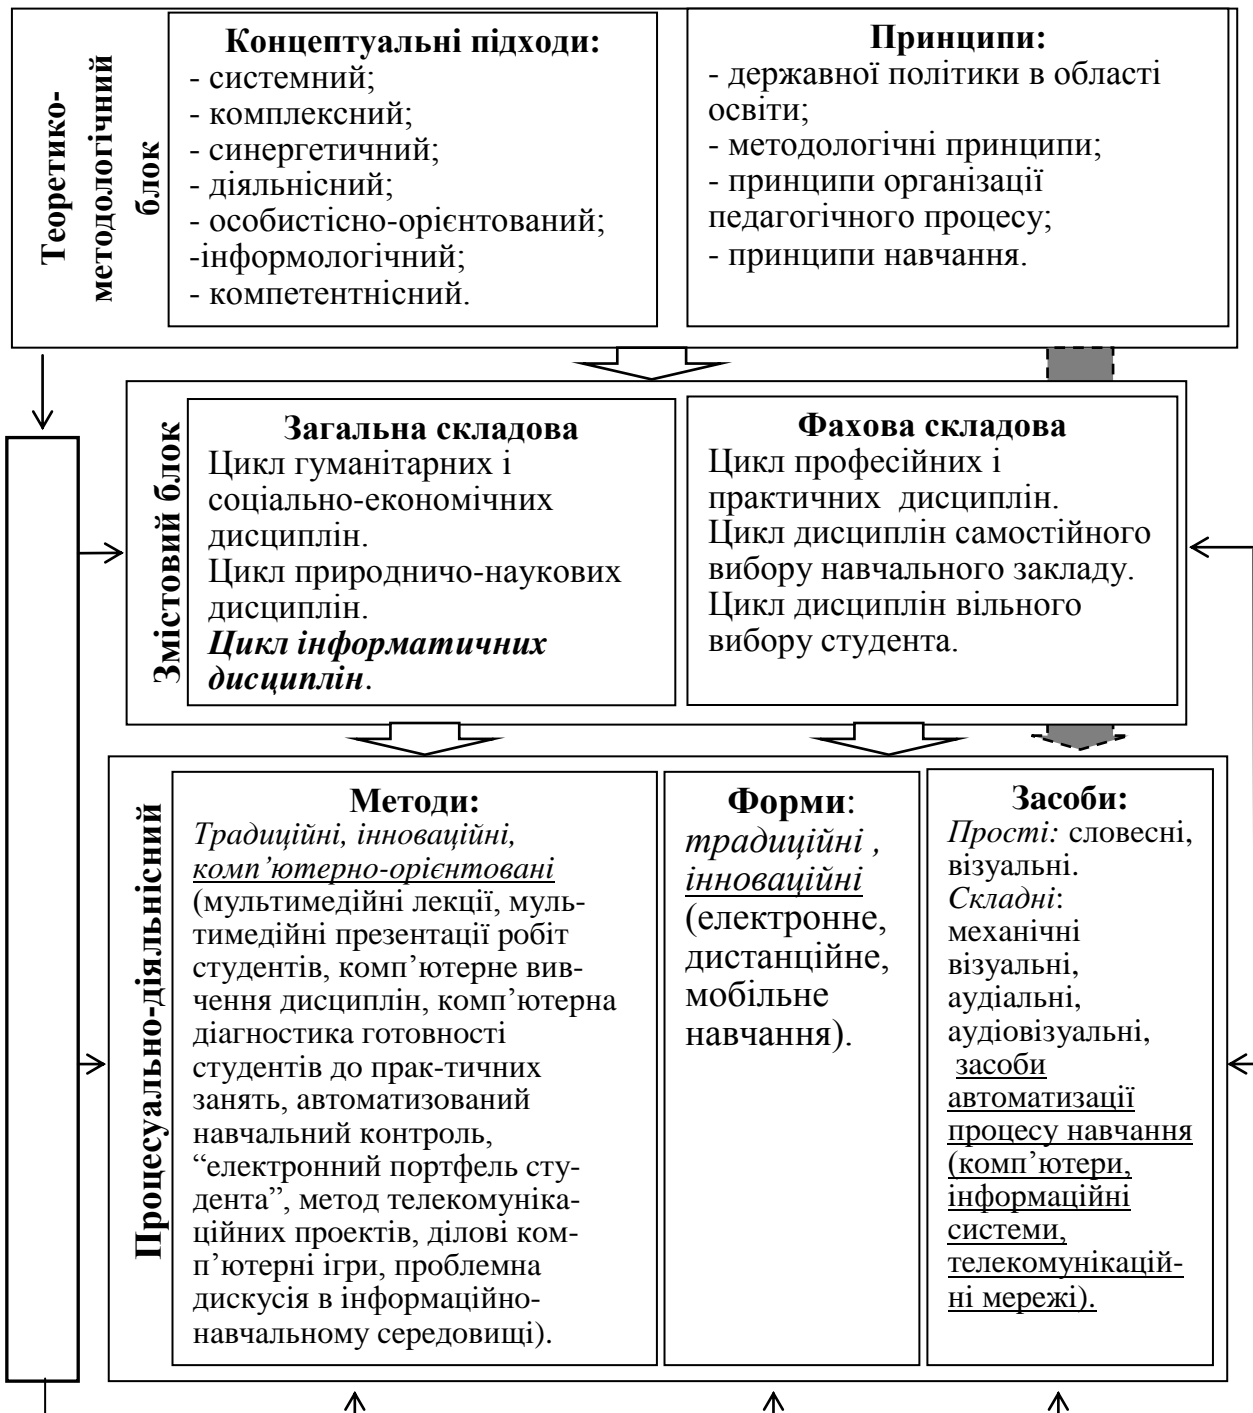 Теоретико-
методологічний
блок
Концептуальні підходи:
- системний;
- комплексний;
- синергетичний;
- діяльнісний;
- особистісно-орієнтований;
-інформологічний;
- компетентнісний.
Принципи:
- державної політики в області
освіти;
- методологічні принципи;
- принципи організації
педагогічного процесу;
- принципи навчання.
Змістовий блок
Загальна складова
Цикл гуманітарних і
соціально-економічних
дисциплін.
Цикл природничо-наукових
дисциплін.
Цикл інформатичних
дисциплін.
Фахова складова
Цикл професійних і
практичних дисциплін.
Цикл дисциплін самостійного
вибору навчального закладу.
Цикл дисциплін вільного
вибору студента.
Процесуально-діяльнісний
Методи:
Традиційні, інноваційні,
комп’ютерно-орієнтовані
(мультимедійні лекції, муль-
тимедійні презентації робіт
студентів, комп’ютерне вив-
чення дисциплін, комп’ютерна
діагностика готовності
студентів до прак-тичних
занять, автоматизований
навчальний контроль,
“електронний портфель сту-
дента”, метод телекомуніка-
ційних проектів, ділові ком-
п’ютерні ігри, проблемна
дискусія в інформаційно-
навчальному середовищі).
Форми:
традиційні ,
інноваційні
(електронне,
дистанційне,
мобільне
навчання).
Засоби:
Прості: словесні,
візуальні.
Складні:
механічні
візуальні,
аудіальні,
аудіовізуальні,
засоби
автоматизації
процесу навчання
(комп’ютери,
інформаційні
системи,
телекомунікацій-
ні мережі).